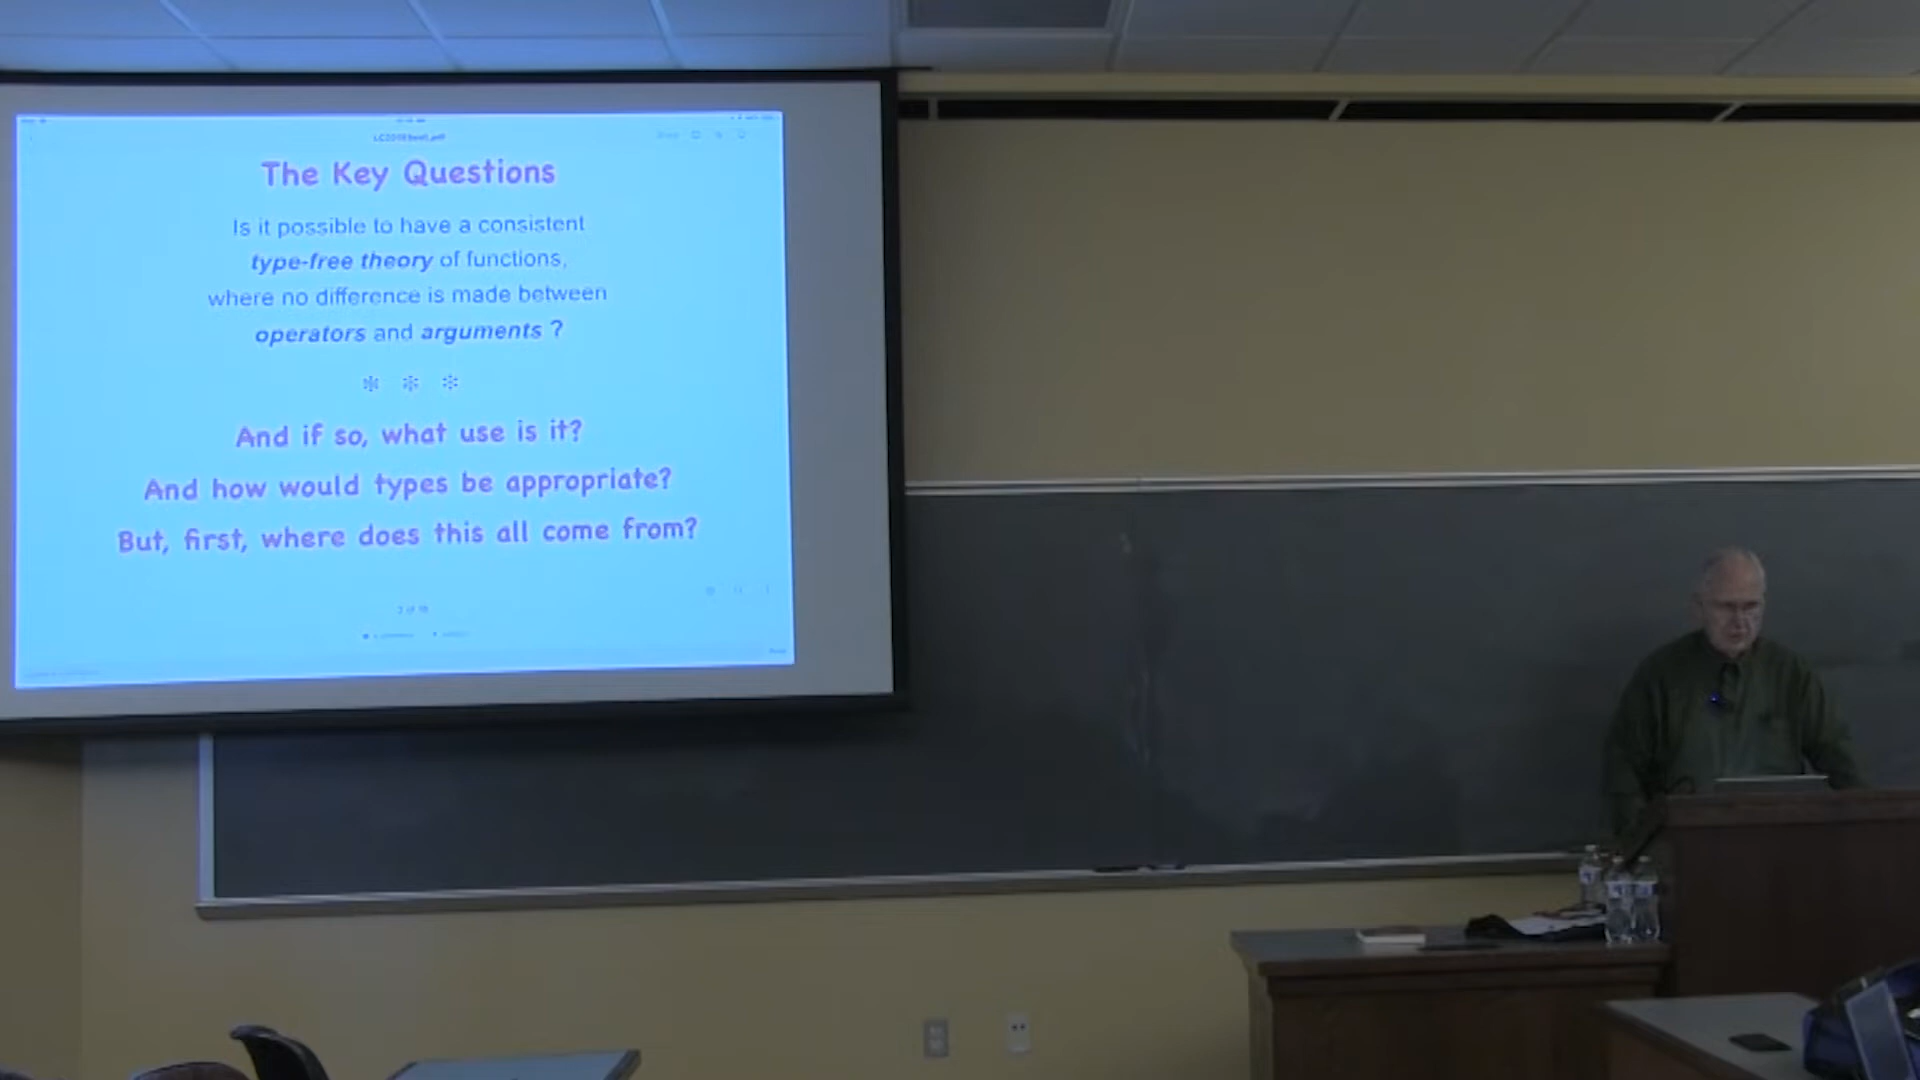 The Key Questions
Is it possible to have a consistent
type-free theory of functions,
where no difference is made between
operators and arguments ?
* * *
And if so, what use is it?
And how would types be appropriate?
But, first, where does this all come from?